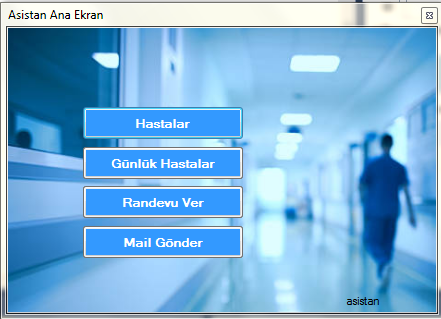 Asistan Ana Ekran
Hastalar
Günlük Hastalar
Randevu Ver
Mail Gönder
asistan